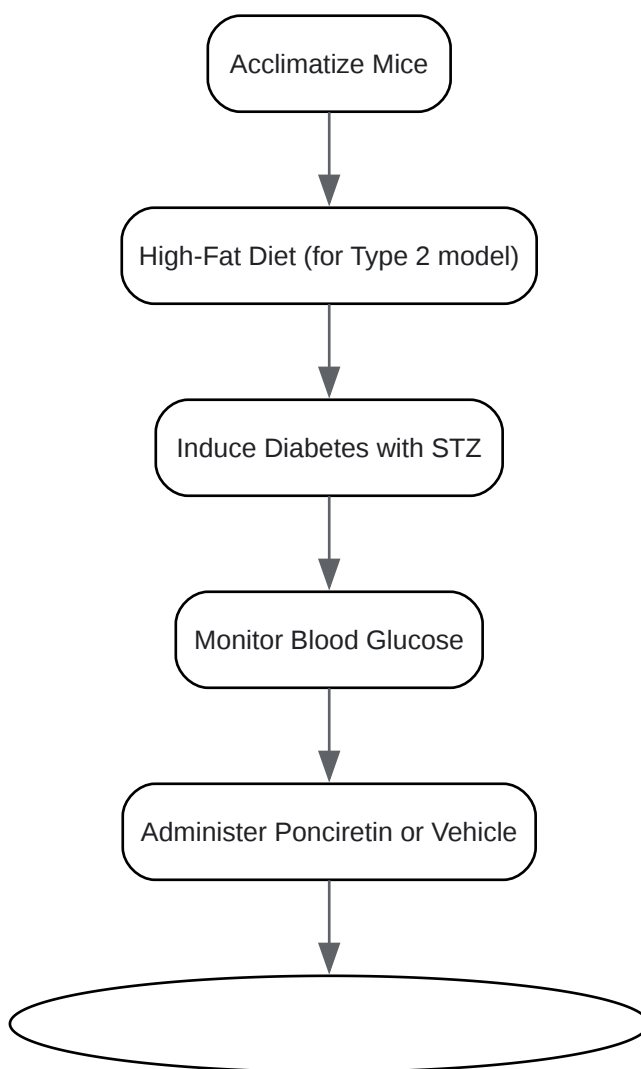 Acclimatize Mice
High-Fat Diet (for Type 2 model)
Induce Diabetes with STZ
Monitor Blood Glucose
Administer Ponciretin or Vehicle